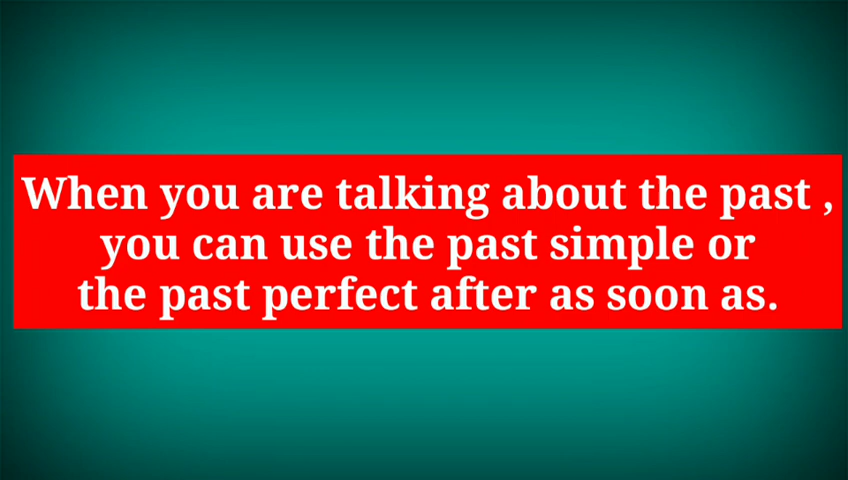 When you are talking about the past ,
you can use the past simple or
the past perfect after as soon as.